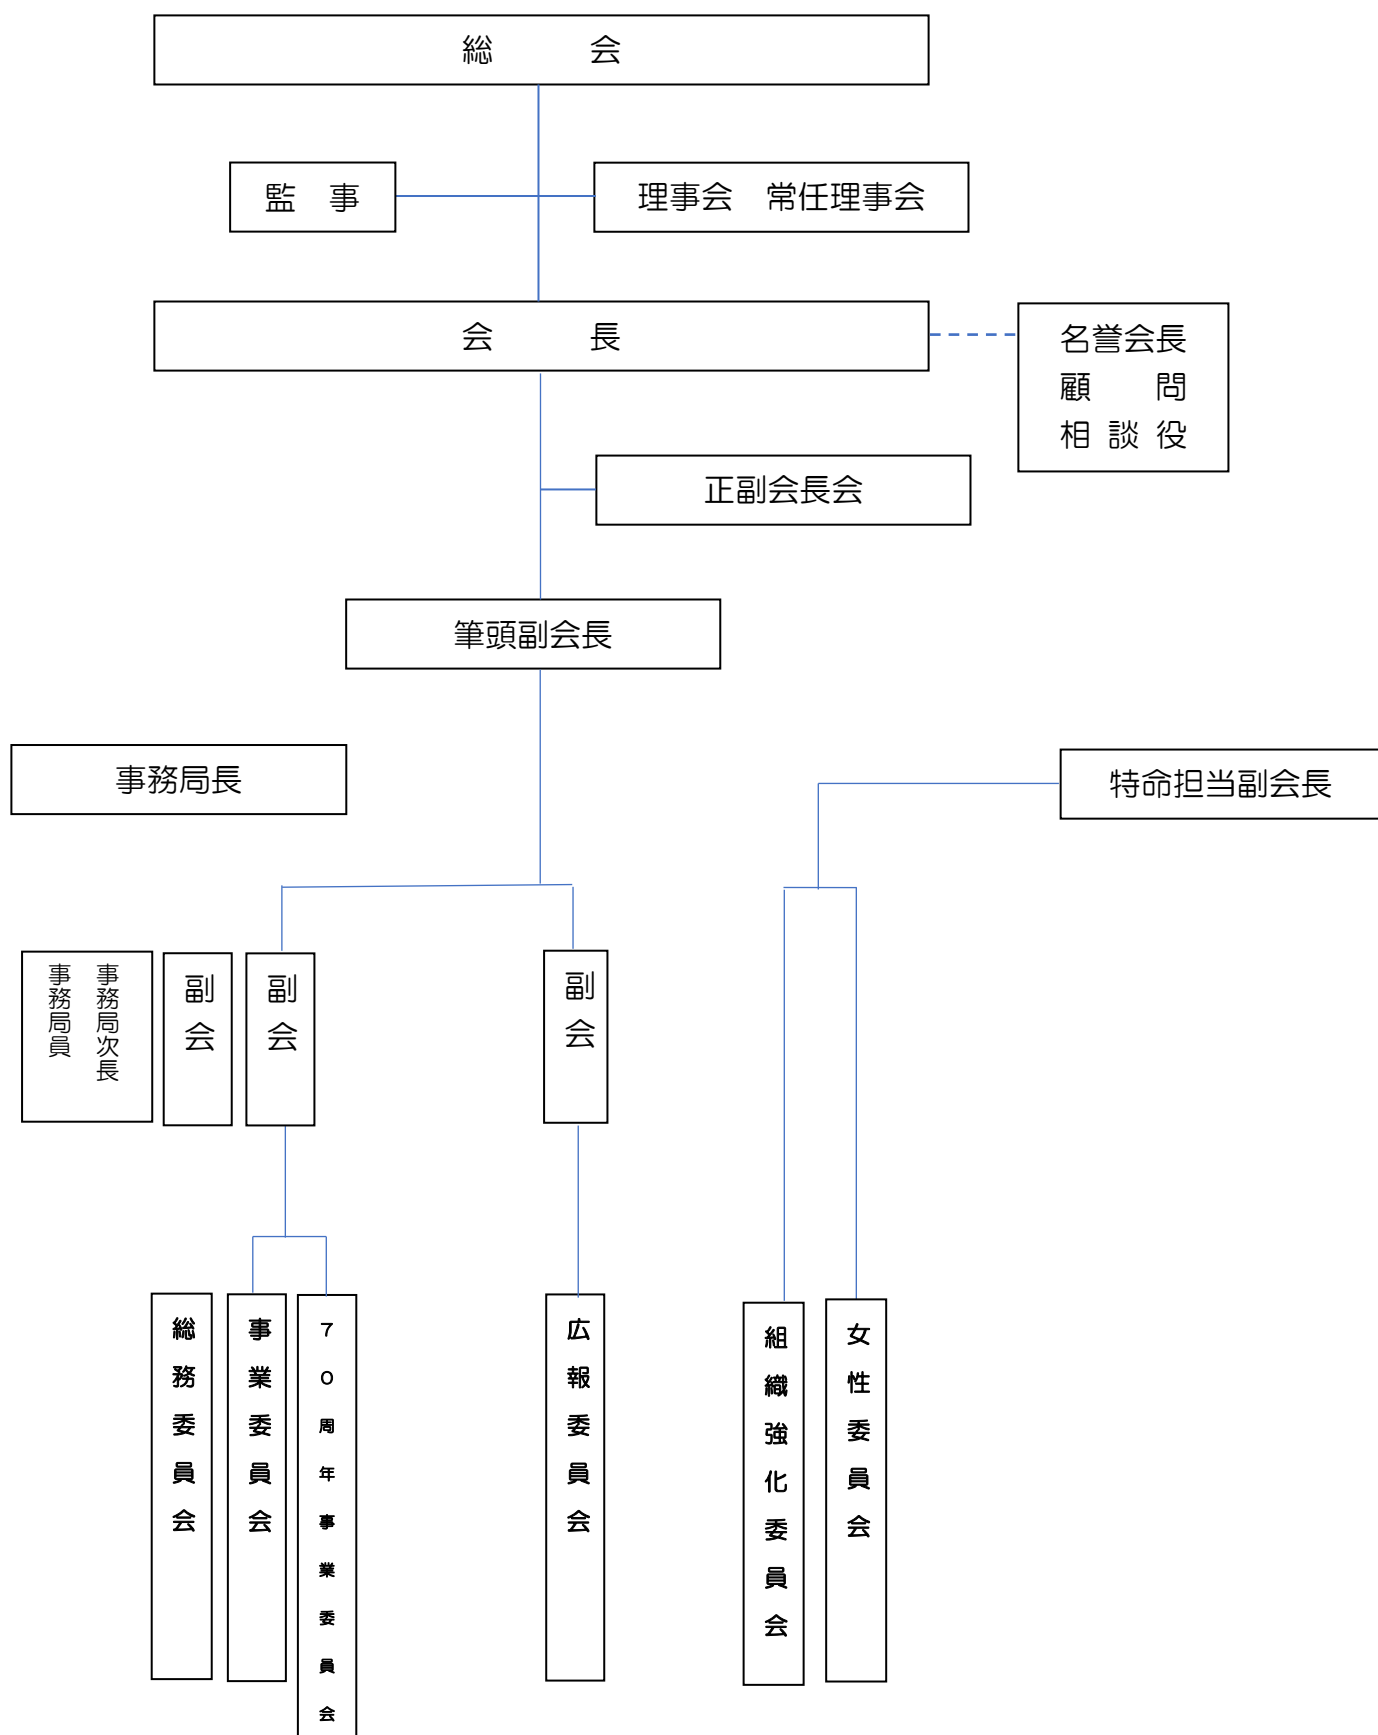 総　　　会
監　事
理事会　常任理事会
会　　　長
名誉会長
顧　　問
相 談 役
正副会長会
筆頭副会長
事務局長
特命担当副会長
事務局次長
事務局員
副会
副会
副会
総務委員会
事業委員会
７０周年事業委員会
広報委員会
組織強化委員会
女性委員会